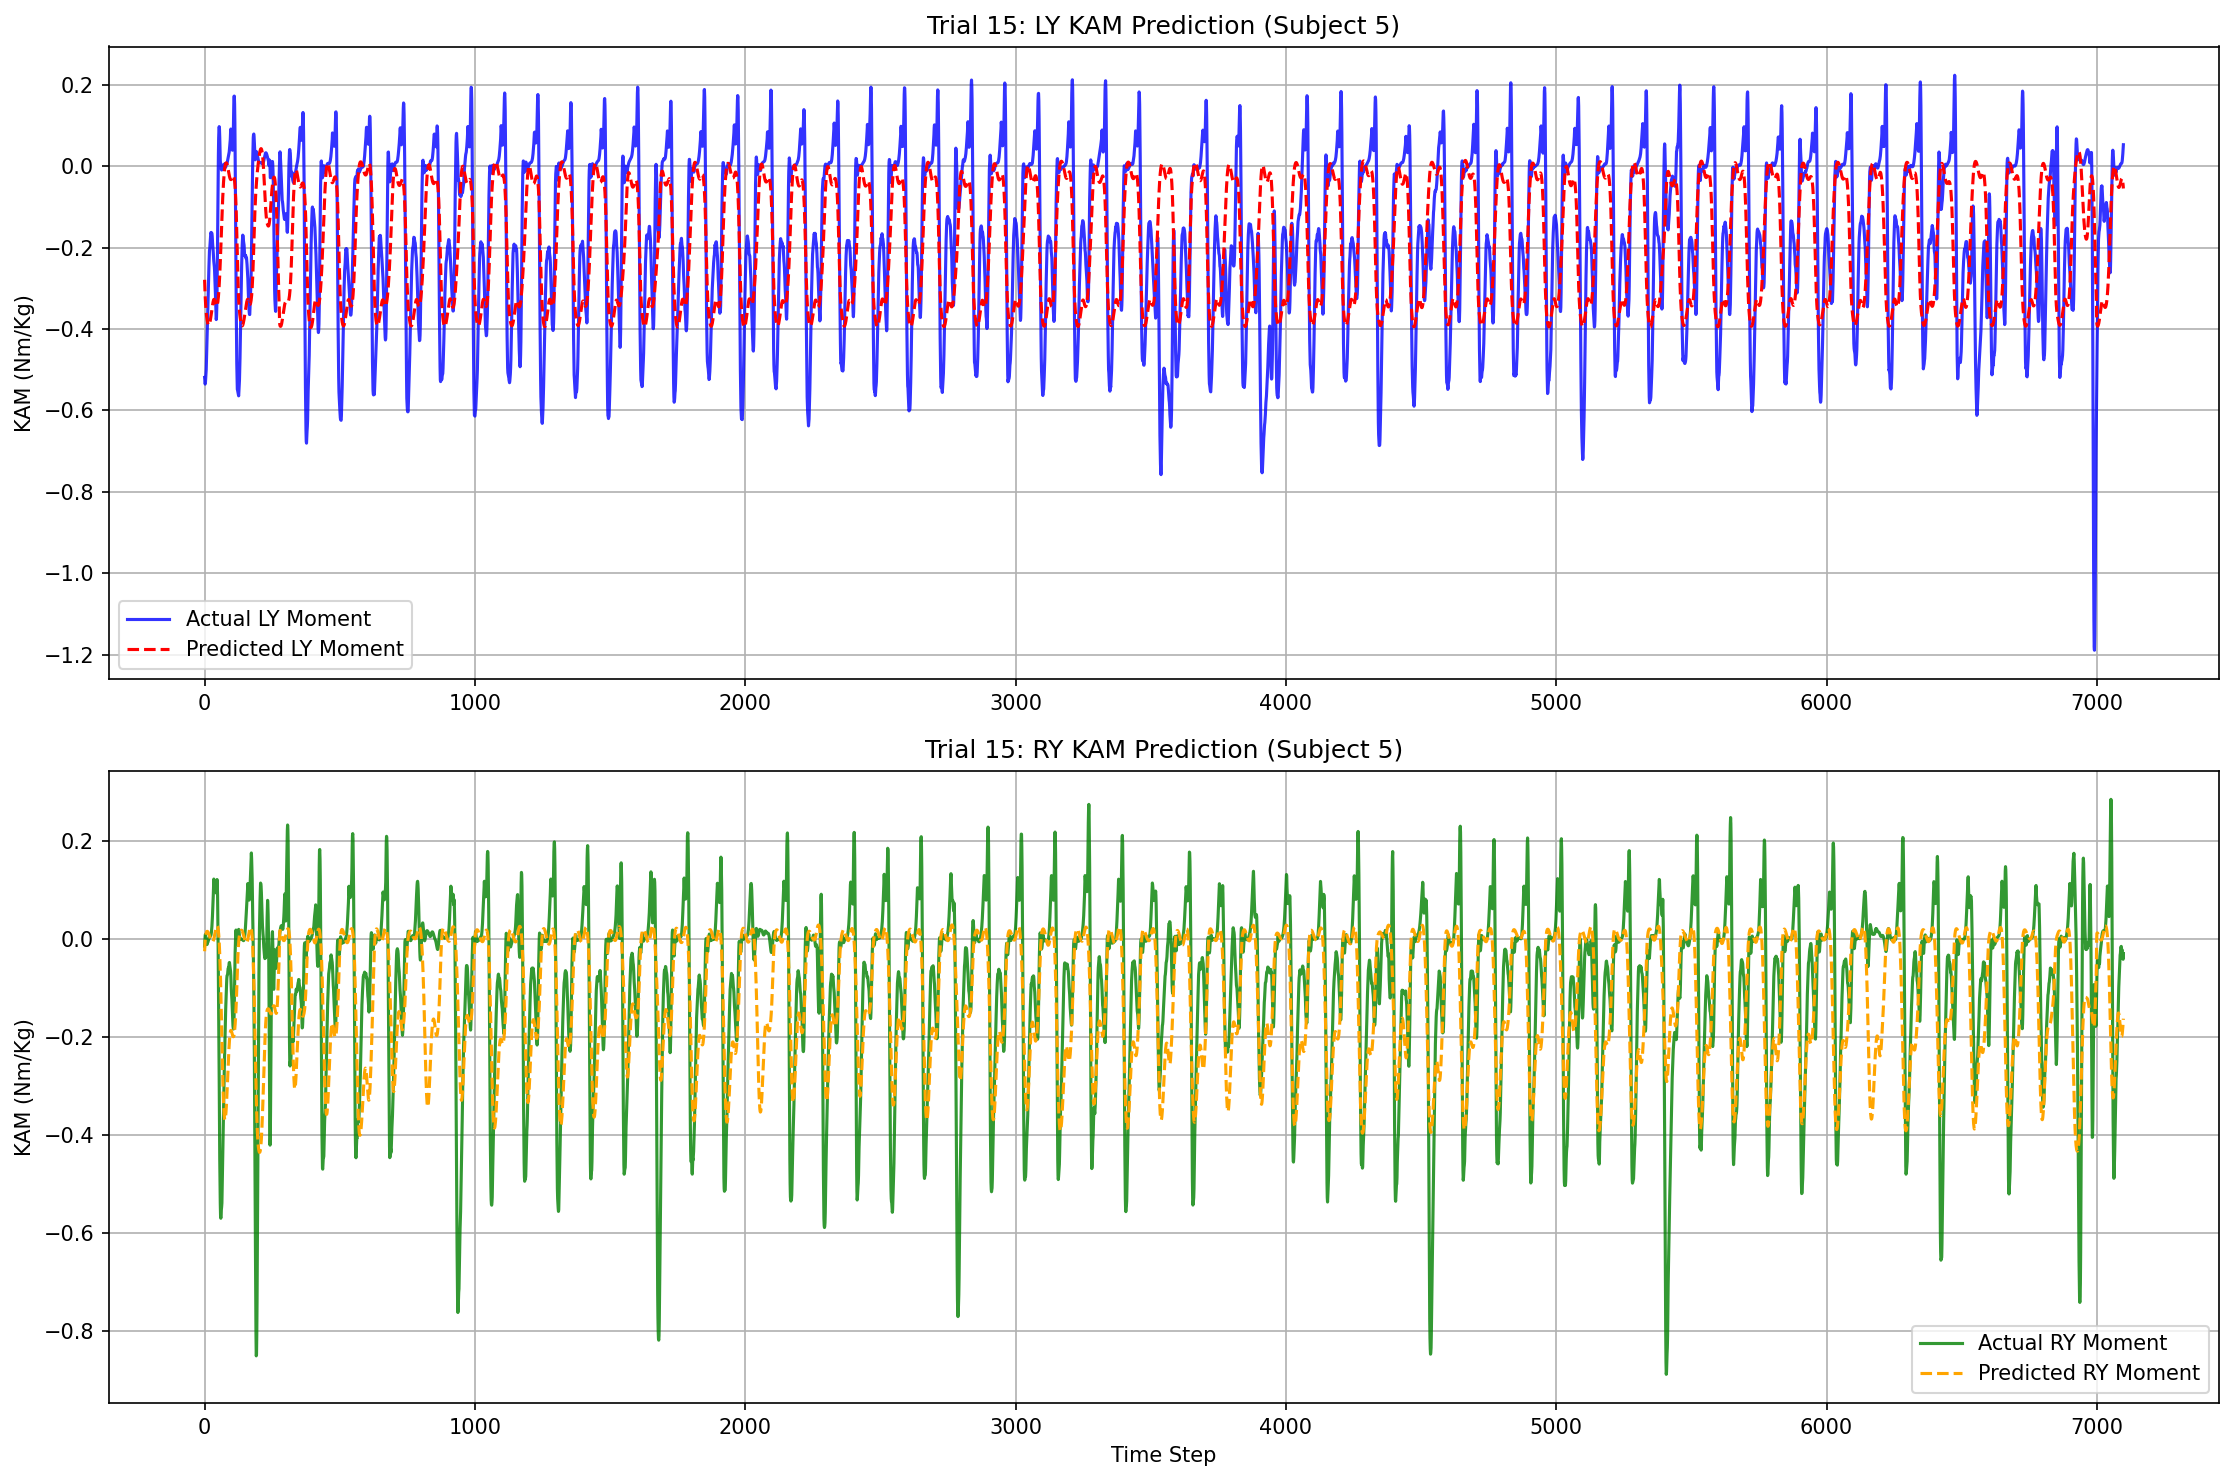 Trial 15: LY KAM Prediction (Subject 5)
KAM (Nm/Kg)
0.2
0.0
−0.2
−0.4
−0.6
−0.8
−1.0
−1.2
Actual LY Moment
Predicted LY Moment
0 1000 2000 3000 4000 5000 6000 7000
Trial 15: RY KAM Prediction (Subject 5)
KAM (Nm/Kg)
0.2
0.0
−0.2
−0.4
−0.6
−0.8
Actual RY Moment
Predicted RY Moment
0 1000 2000 3000 4000 5000 6000 7000
Time Step